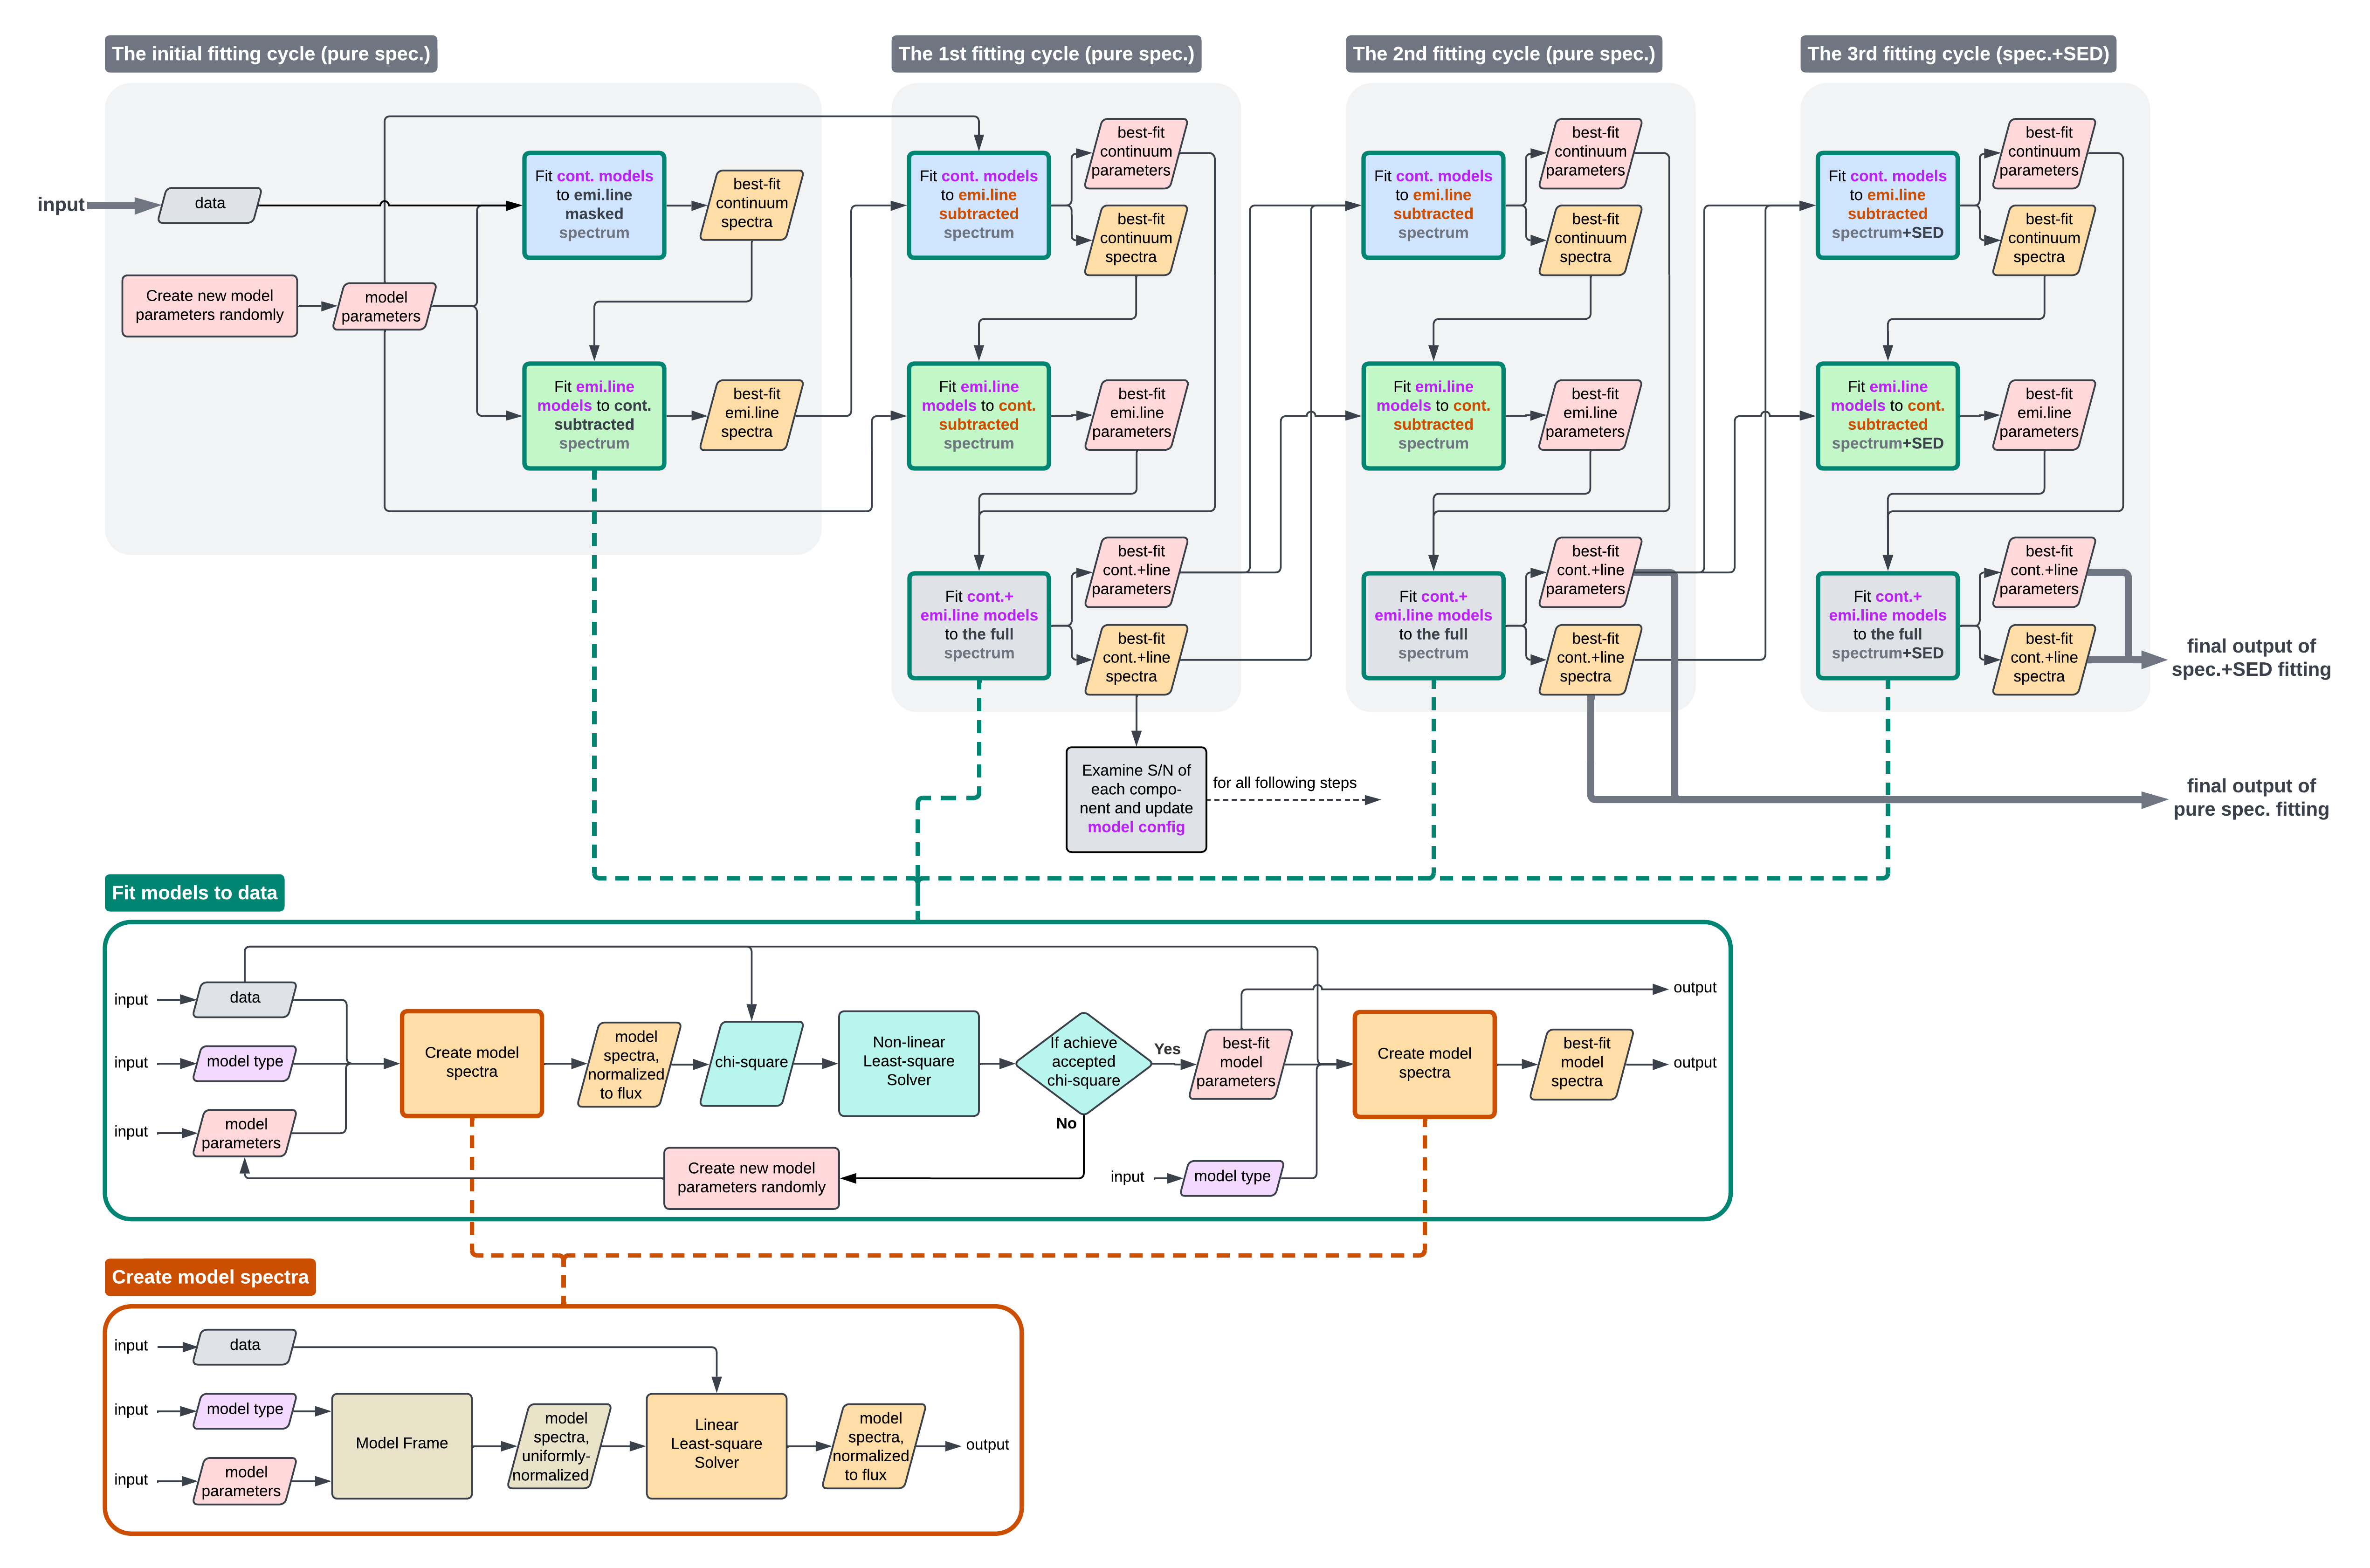 The initial fitting cycle (pure spec.)
The 1st fitting cycle (pure spec.)
The 2nd fitting cycle (pure spec.)
The 3rd fitting cycle (spec.+SED)
input
data
Create new model
parameters randomly
model
parameters
Fit cont. models
to emi.line
masked
spectrum
best-fit
continuum
spectra
Fit emi.line
models to cont.
subtracted
spectrum
best-fit
emi.line
spectra
Fit cont. models
to emi.line
subtracted
spectrum
best-fit
continuum
parameters
best-fit
continuum
spectra
Fit emi.line
models to cont.
subtracted
spectrum
best-fit
emi.line
parameters
Fit cont.+
emi.line models
to the full
spectrum
best-fit
cont.+line
parameters
best-fit
cont.+line
spectra
Examine S/N of
each compo-
nent and update
model config
for all following steps
Fit cont. models
to emi.line
subtracted
spectrum
best-fit
continuum
parameters
best-fit
continuum
spectra
Fit emi.line
models to cont.
subtracted
spectrum
best-fit
emi.line
parameters
Fit cont.+
emi.line models
to the full
spectrum
best-fit
cont.+line
parameters
best-fit
cont.+line
spectra
Fit cont. models
to emi.line
subtracted
spectrum+SED
best-fit
continuum
parameters
best-fit
continuum
spectra
Fit emi.line
models to cont.
subtracted
spectrum+SED
best-fit
emi.line
parameters
Fit cont.+
emi.line models
to the full
spectrum+SED
best-fit
cont.+line
parameters
best-fit
cont.+line
spectra
final output of
spec.+SED fitting
final output of
pure spec. fitting
Fit models to data
input
data
input
model type
input
model
parameters
Create model
spectra
model
spectra,
normalized
to flux
chi-square
Non-linear
Least-square
Solver
If achieve
accepted
chi-square
Yes
No
Create new model
parameters randomly
best-fit
model
parameters
input
model type
Create model
spectra
best-fit
model
spectra
output
output
Create model spectra
input
data
input
model type
input
model
parameters
Model Frame
model
spectra,
uniformly-
normalized
Linear
Least-square
Solver
model
spectra,
normalized
to flux
output